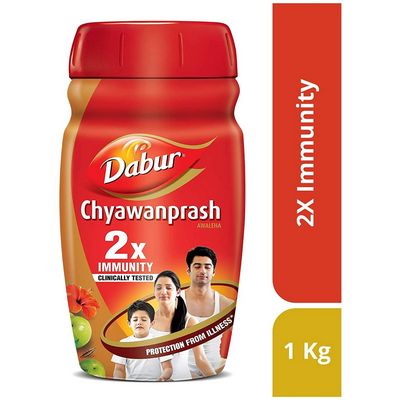 Dabur
Chyawanprash
AWALEHA
2x
IMMUNITY
CLINICALLY TESTED
PROTECTION FROM ILLNESS*
2X Immunity
1 Kg